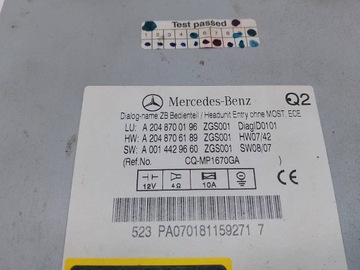 Test passed
1 2 3 4 5 6 7 8
Mercedes-Benz Q2
Dialog-name ZB Bedienteil / Headunit Entry ohne MOST, ECE
LU: A 204 870 01 96 ZGS001 DiagID0101
HW: A 204 870 61 89 ZGS001 HW07/42
SW: A 001 442 96 60 ZGS001 SW08/07
(Ref.No. CQ-MP1670GA )
12V 4Ω 10A
523 PA070181159271 7